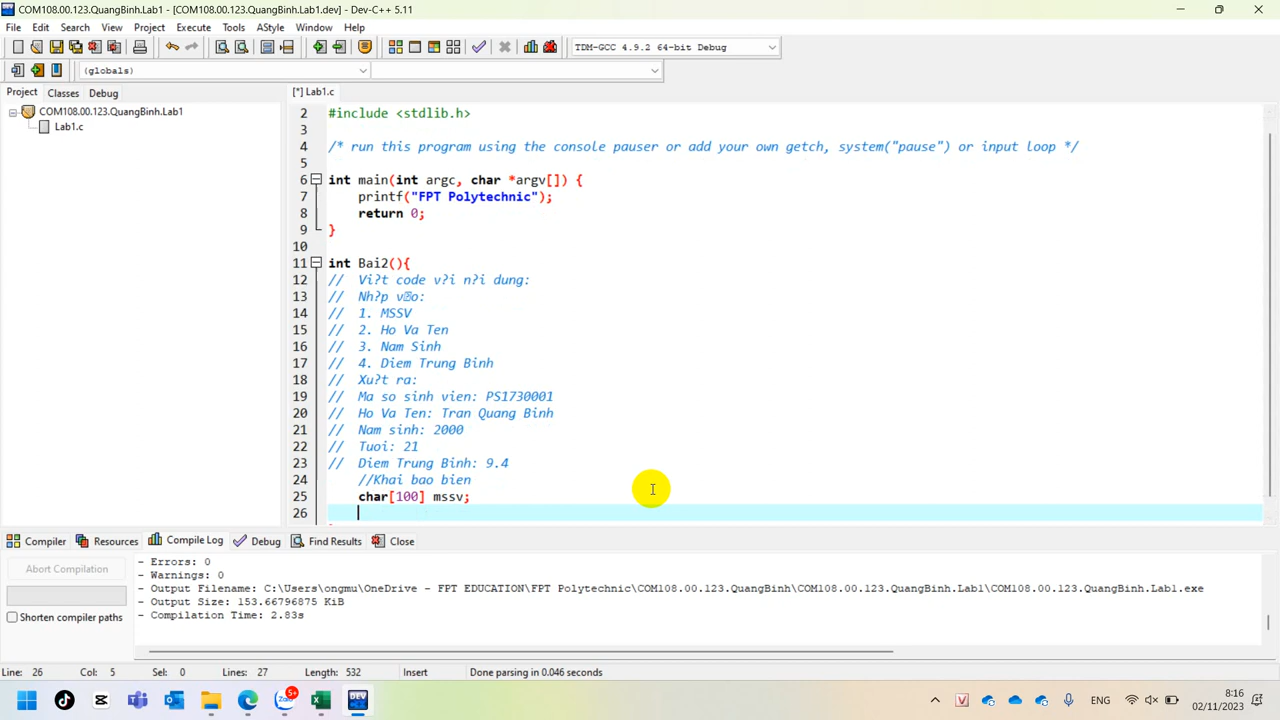 COM108.00.123.QuangBinh.Lab1 - [COM108.00.123.QuangBinh.Lab1.dev] - Dev-C++ 5.11
File Edit Search View Project Execute Tools AStyle Window Help
TDM-GCC 4.9.2 64-bit Debug
(globals)
Project Classes Debug
[*] Lab1.c
COM108.00.123.QuangBinh.Lab1
Lab1.c
2 #include <stdlib.h>
3
4 /* run this program using the console pauser or add your own getch, system("pause") or input loop */
5
6 int main(int argc, char *argv[]) {
7 printf("FPT Polytechnic");
8 return 0;
9 }
10
11 int Bai2(){
12 // Vi?t code v?i n?i dung:
13 // Nh?p v�o:
14 // 1. MSSV
15 // 2. Ho Va Ten
16 // 3. Nam Sinh
17 // 4. Diem Trung Binh
18 // Xu?t ra:
19 // Ma so sinh vien: PS1730001
20 // Ho Va Ten: Tran Quang Binh
21 // Nam sinh: 2000
22 // Tuoi: 21
23 // Diem Trung Binh: 9.4
24 //Khai bao bien
25 char[100] mssv;
26
Compiler Resources Compile Log Debug Find Results Close
Abort Compilation
Shorten compiler paths
- Errors: 0
- Warnings: 0
- Output Filename: C:\Users\ongmu\OneDrive - FPT EDUCATION\FPT Polytechnic\COM108.00.123.QuangBinh\COM108.00.123.QuangBinh.Lab1\COM108.00.123.QuangBinh.Lab1.exe
- Output Size: 153.66796875 KiB
- Compilation Time: 2.83s
Line: 26 Col: 5 Sel: 0 Lines: 27 Length: 532 Insert Done parsing in 0.046 seconds
5+
DEV
V
ENG
8:16
02/11/2023